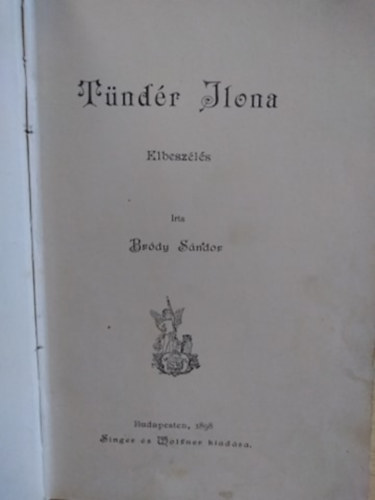 Tündér Ilona
Elbeszélés
Irta
Bródy Sándor
Budapesten, 1898
Singer és Wolfner kiadása.